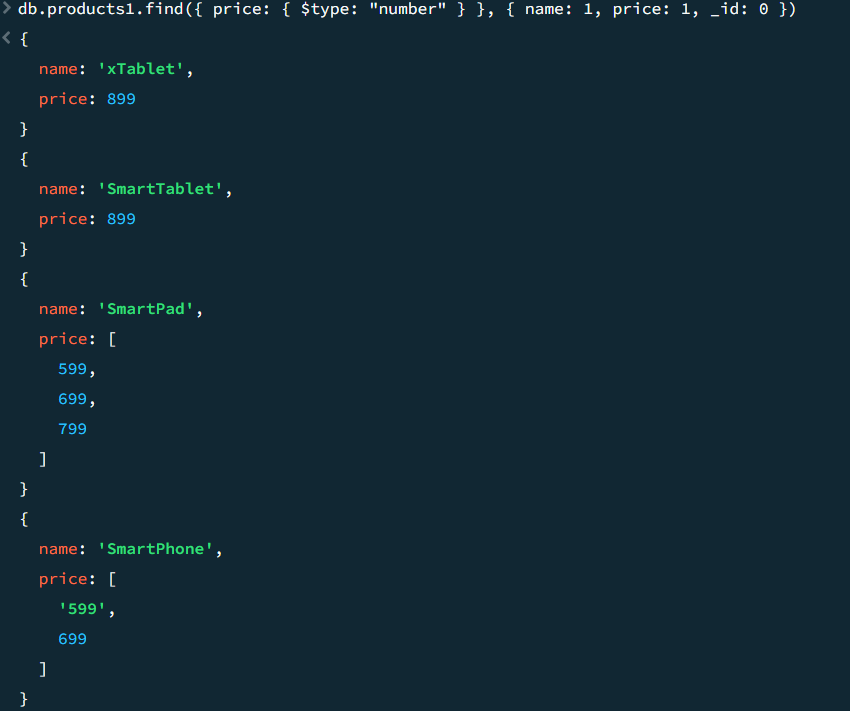 > db.products1.find({ price: { $type: "number" } }, { name: 1, price: 1, _id: 0 })
< {
name: 'xTablet',
price: 899
}
{
name: 'SmartTablet',
price: 899
}
{
name: 'SmartPad',
price: [
599,
699,
799
]
}
{
name: 'SmartPhone',
price: [
'599',
699
]
}